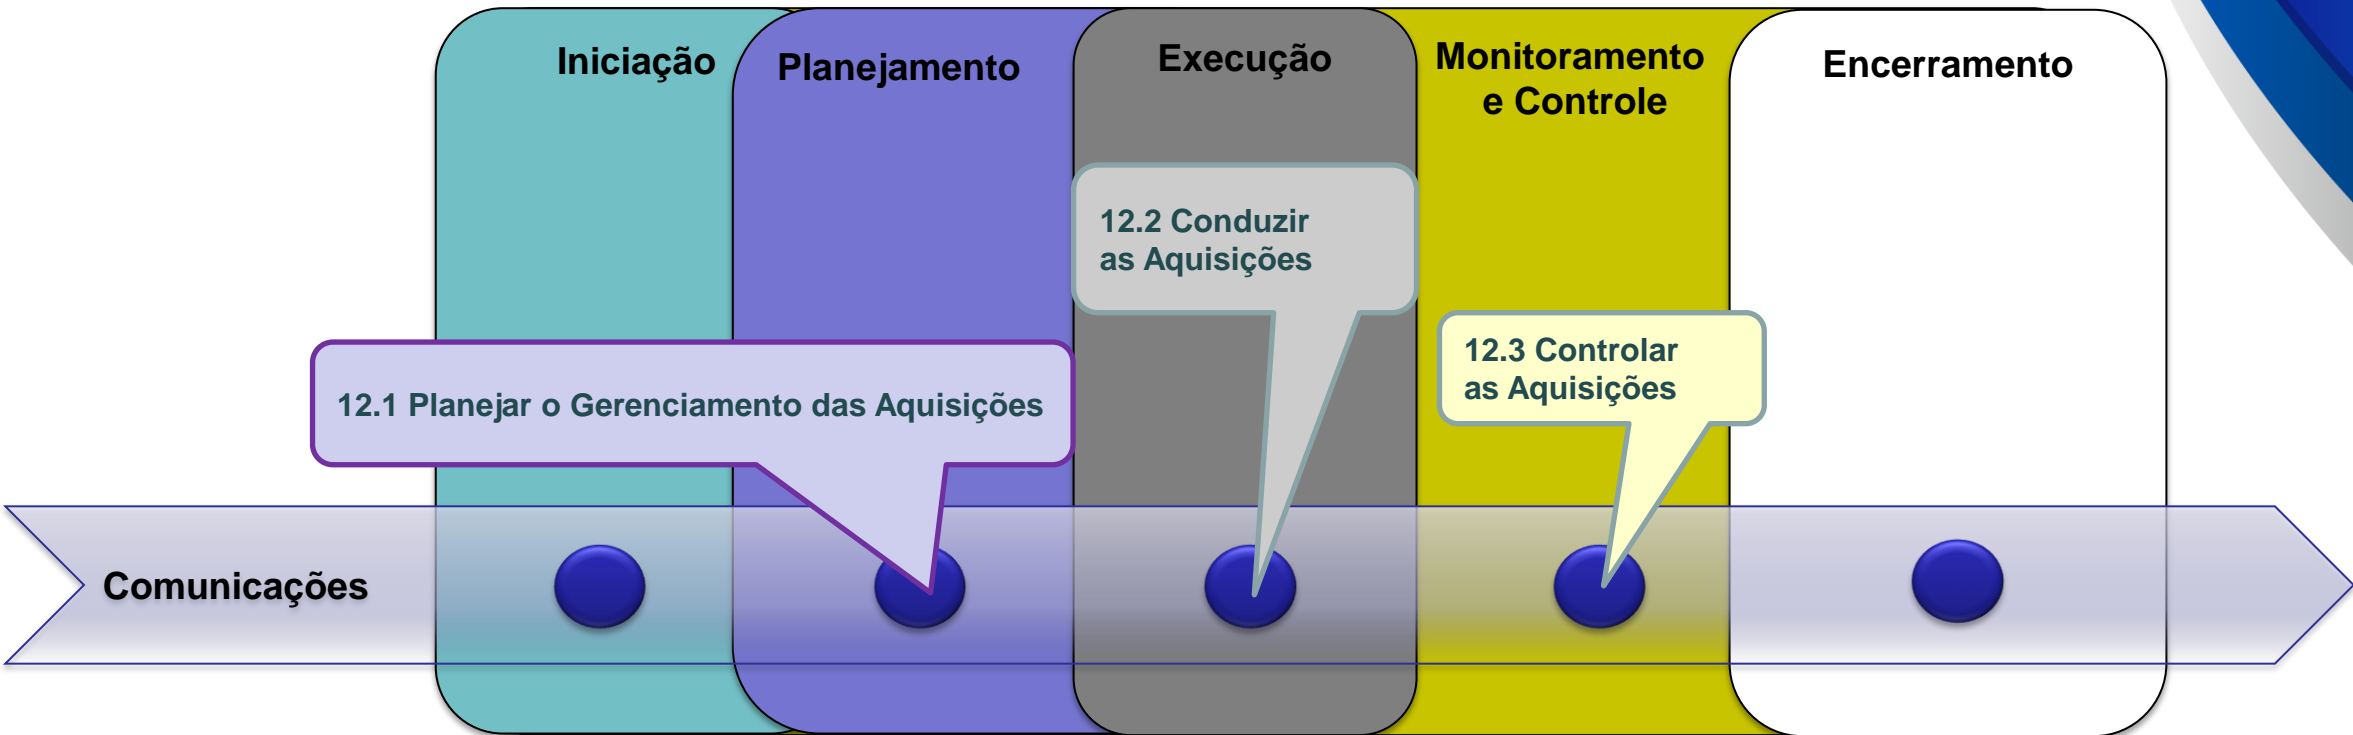 Iniciação
Planejamento
Execução
Monitoramento
e Controle
Encerramento
12.2 Conduzir
as Aquisições
12.3 Controlar
as Aquisições
12.1 Planejar o Gerenciamento das Aquisições
Comunicações